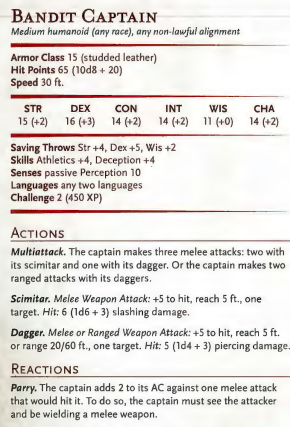 BANDIT CAPTAIN
Medium humanoid (any race), any non-lawful alignment
Armor Class 15 (studded leather)
Hit Points 65 (10d8 + 20)
Speed 30 ft.
STR DEX CON INT WIS CHA
15 (+2) 16 (+3) 14 (+2) 14 (+2) 11 (+0) 14 (+2)
Saving Throws Str +4, Dex +5, Wis +2
Skills Athletics +4, Deception +4
Senses passive Perception 10
Languages any two languages
Challenge 2 (450 XP)
ACTIONS
Multiattack. The captain makes three melee attacks: two with
its scimitar and one with its dagger. Or the captain makes two
ranged attacks with its daggers.
Scimitar. Melee Weapon Attack: +5 to hit, reach 5 ft., one
target. Hit: 6 (1d6 + 3) slashing damage.
Dagger. Melee or Ranged Weapon Attack: +5 to hit, reach 5 ft.
or range 20/60 ft., one target. Hit: 5 (1d4 + 3) piercing damage.
REACTIONS
Parry. The captain adds 2 to its AC against one melee attack
that would hit it. To do so, the captain must see the attacker
and be wielding a melee weapon.